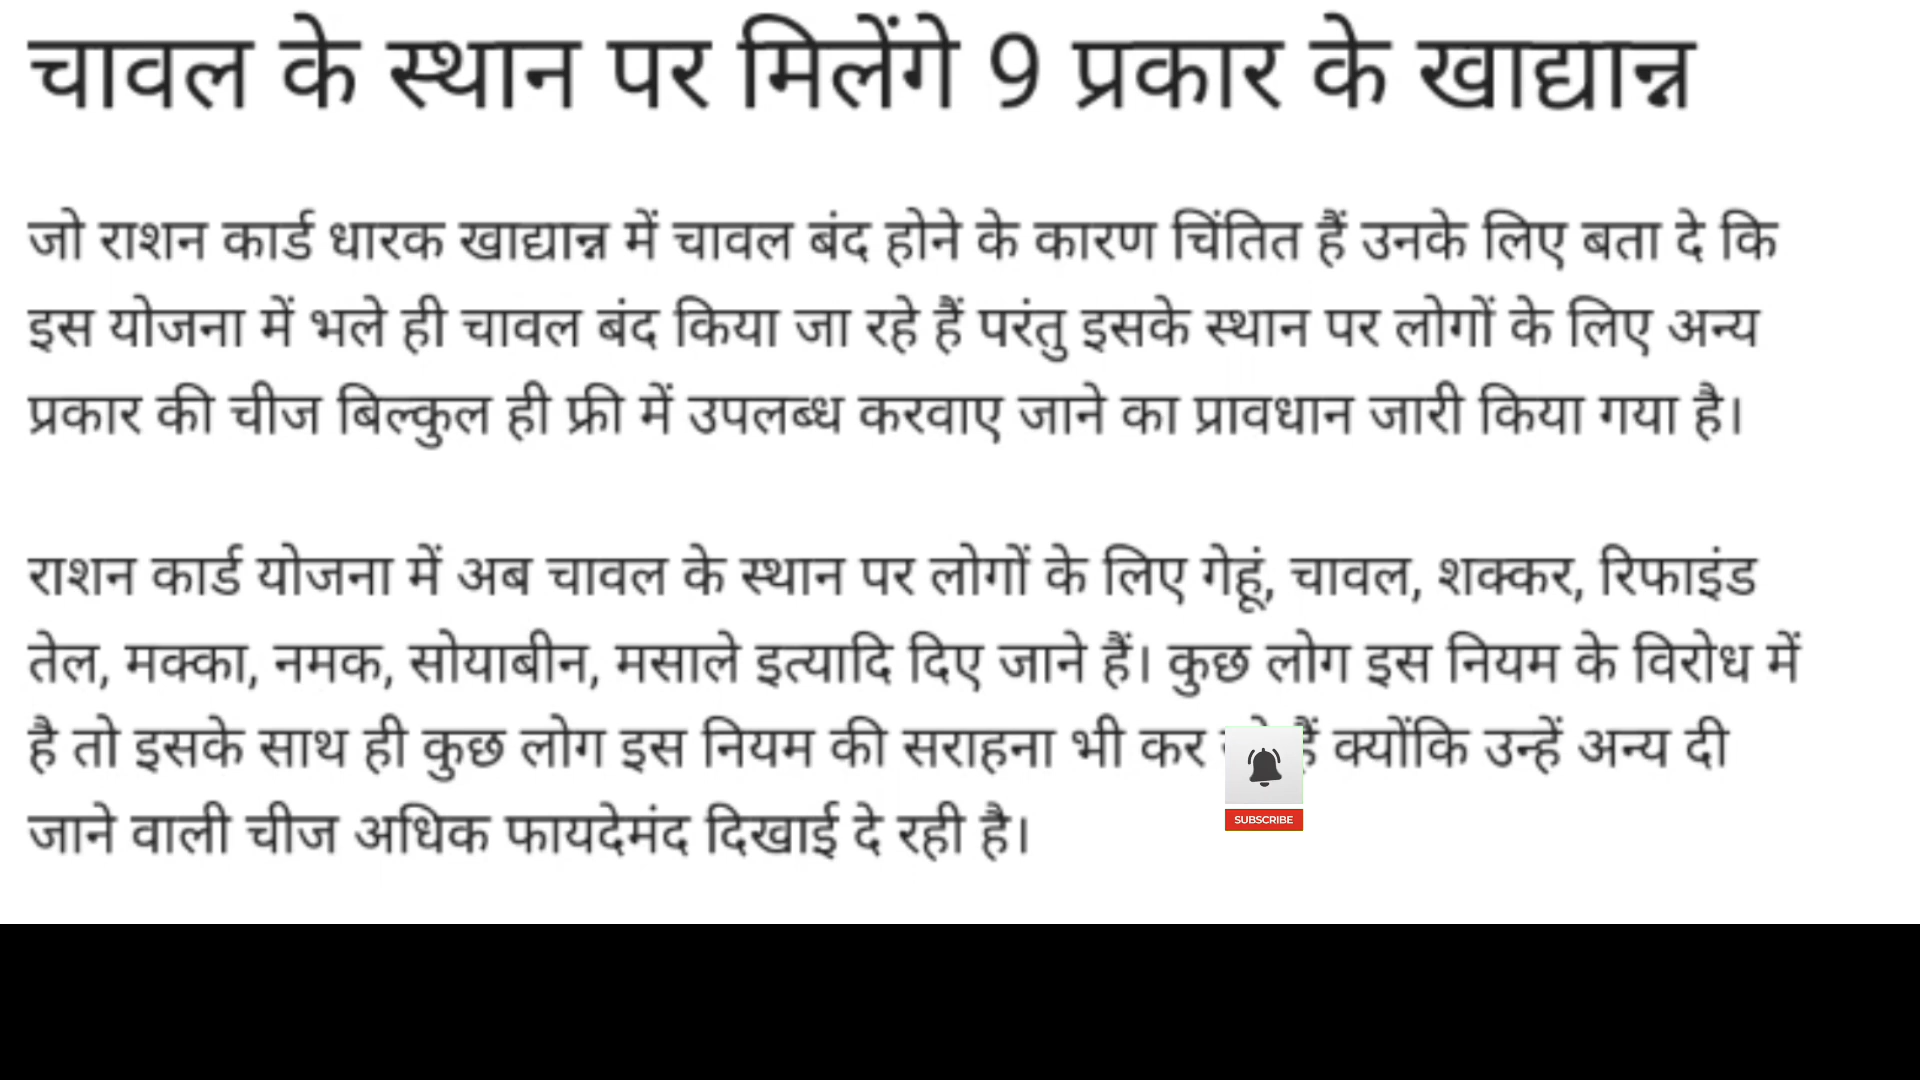 चावल के स्थान पर मिलेंगे 9 प्रकार के खाद्यान्न
जो राशन कार्ड धारक खाद्यान्न में चावल बंद होने के कारण चिंतित हैं उनके लिए बता दे कि
इस योजना में भले ही चावल बंद किया जा रहे हैं परंतु इसके स्थान पर लोगों के लिए अन्य
प्रकार की चीज बिल्कुल ही फ्री में उपलब्ध करवाए जाने का प्रावधान जारी किया गया है।
राशन कार्ड योजना में अब चावल के स्थान पर लोगों के लिए गेहूं, चावल, शक्कर, रिफाइंड
तेल, मक्का, नमक, सोयाबीन, मसाले इत्यादि दिए जाने हैं। कुछ लोग इस नियम के विरोध में
है तो इसके साथ ही कुछ लोग इस नियम की सराहना भी कर क्योंकि उन्हें अन्य दी
जाने वाली चीज अधिक फायदेमंद दिखाई दे रही है।
SUBSCRIBE